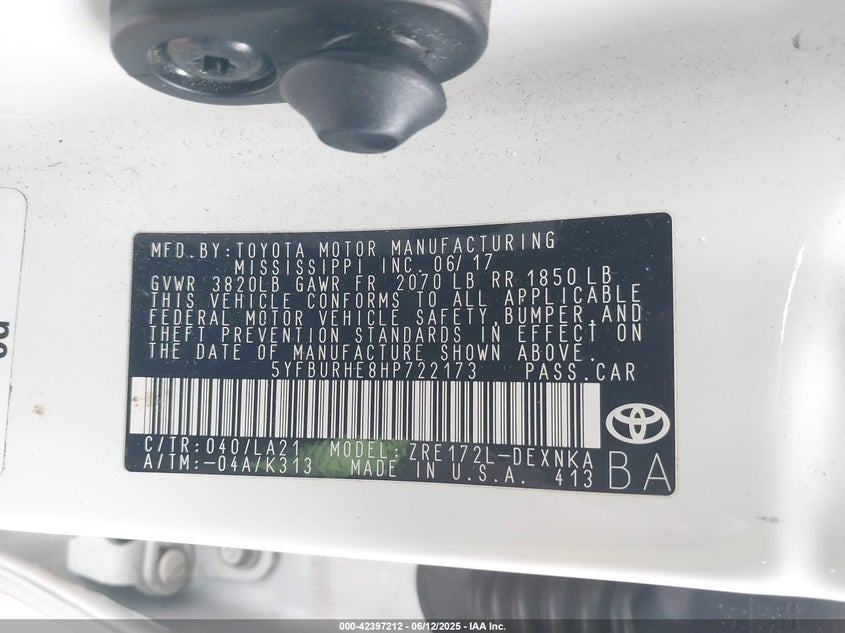 MFD.BY:TOYOTA MOTOR MANUFACTURING
MISSISSIPPI INC. 06/17
GVWR 3820LB GAWR FR 2070 LB RR 1850 LB
THIS VEHICLE CONFORMS TO ALL APPLICABLE
FEDERAL MOTOR VEHICLE SAFETY, BUMPER, AND
THEFT PREVENTION STANDARDS IN EFFECT ON
THE DATE OF MANUFACTURE SHOWN ABOVE.
5YFBURHE8HP722173 PASS.CAR
C/TR: 040/LA21 MODEL: ZRE172L-DEXNKA
A/TM:-04A/K313 MADE IN U.S.A. 413
BA
000-42397212 - 06/12/2025 - IAA Inc.